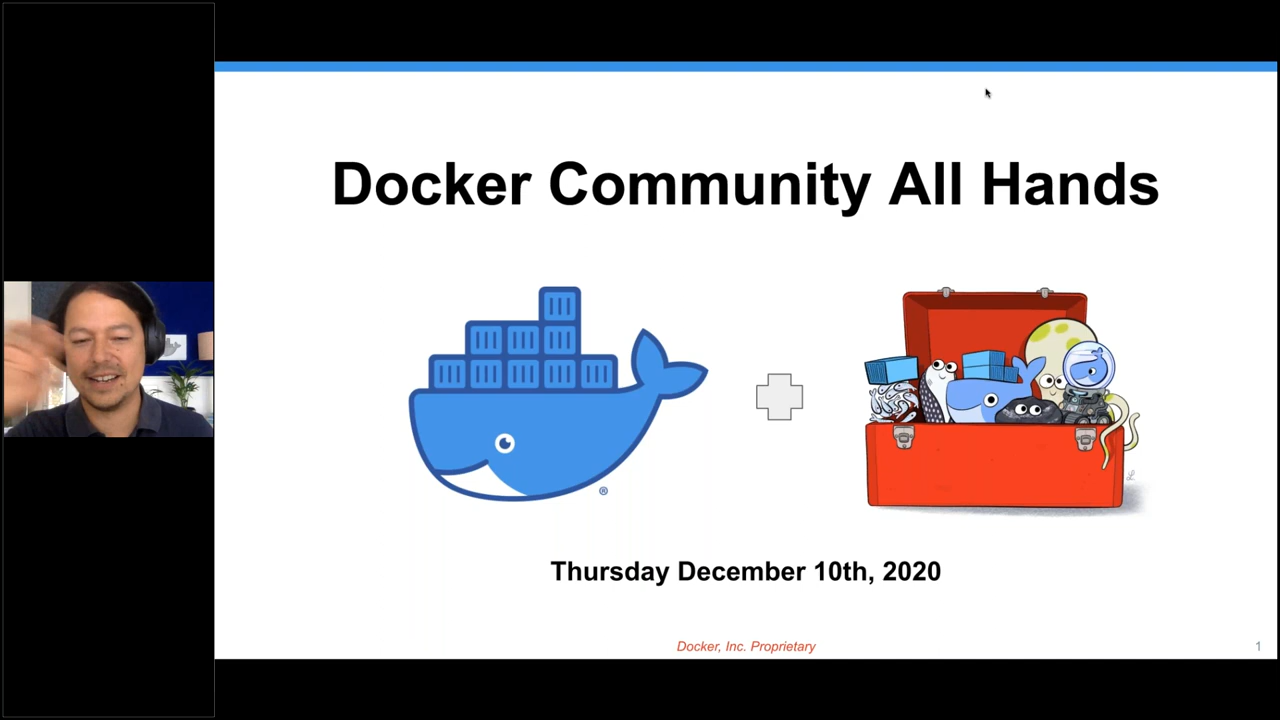 Docker Community All Hands
®
Thursday December 10th, 2020
Docker, Inc. Proprietary
1